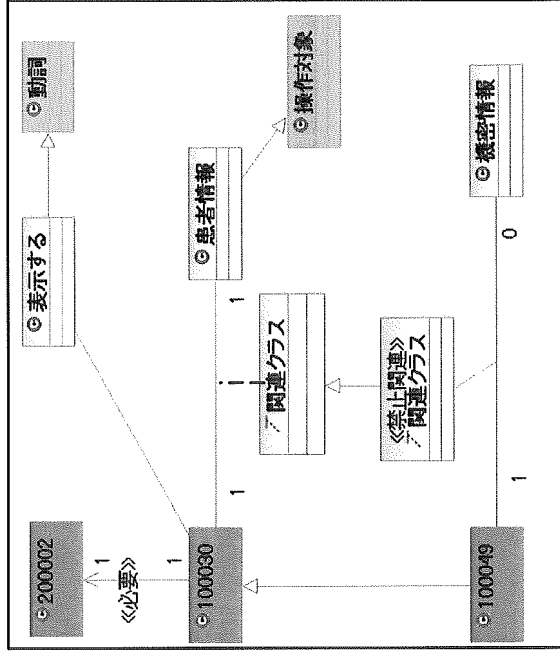 200002
表示する
動詞
1
《必要》
1
100030
1
1
患者情報
操作対象
関連クラス
《禁止関連》
関連クラス
100049
1
0
機密情報